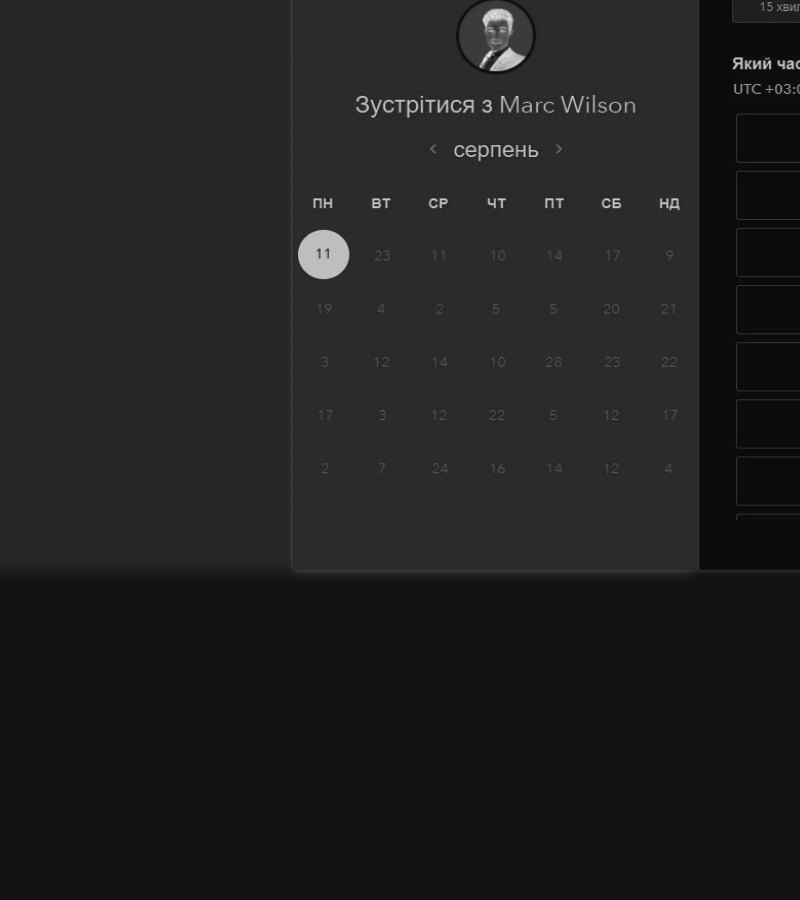 15 хвил
Який час
UTC +03:0
Зустрітися з Marc Wilson
серпень
ПН ВТ СР ЧТ ПТ СБ НД
11 23 11 10 14 17 9
19 4 2 5 5 20 21
3 12 14 10 28 23 22
17 3 12 22 5 12 17
2 7 24 16 14 12 4